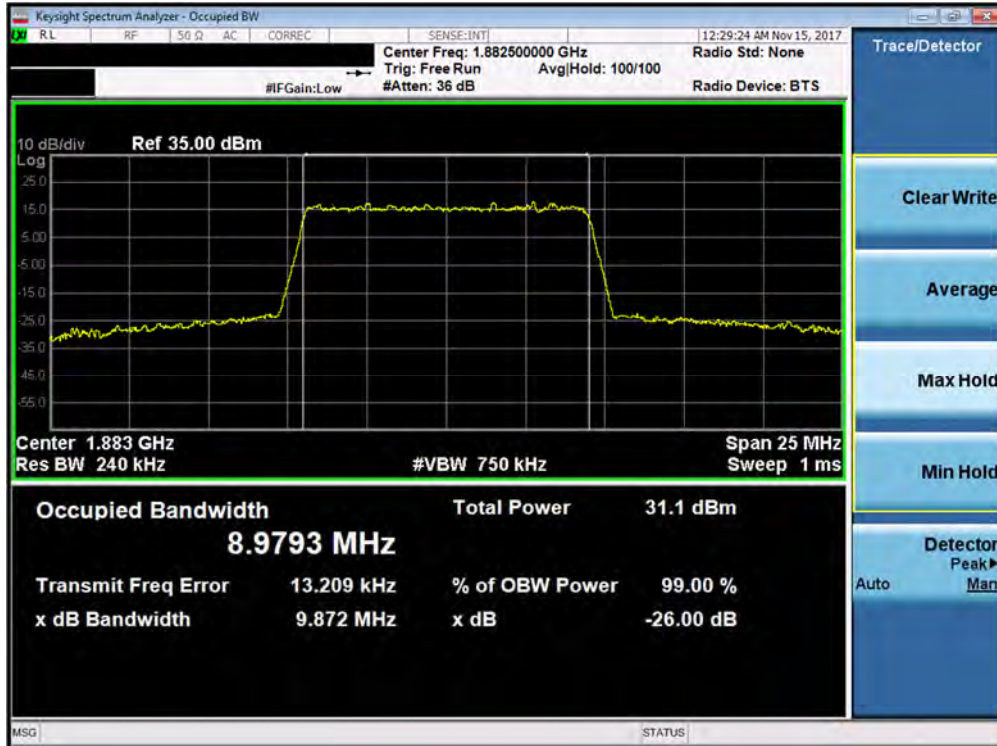 Keysight Spectrum Analyzer - Occupied BW
LXI RL RF 50 Ω AC CORREC SENSE:INT 12:29:24 AM Nov 15, 2017
Center Freq: 1.882500000 GHz Radio Std: None
Trig: Free Run Avg|Hold: 100/100
#IFGain:Low #Atten: 36 dB Radio Device: BTS
10 dB/div Ref 35.00 dBm
Log
25.0
15.0
5.00
-5.00
-15.0
-25.0
-35.0
-45.0
-55.0
Center 1.883 GHz Span 25 MHz
Res BW 240 kHz #VBW 750 kHz Sweep 1 ms
Occupied Bandwidth Total Power 31.1 dBm
8.9793 MHz
Transmit Freq Error 13.209 kHz % of OBW Power 99.00 %
x dB Bandwidth 9.872 MHz x dB -26.00 dB
MSG STATUS
Trace/Detector
Clear Write
Average
Max Hold
Min Hold
Detector
Peak▶
Auto Man